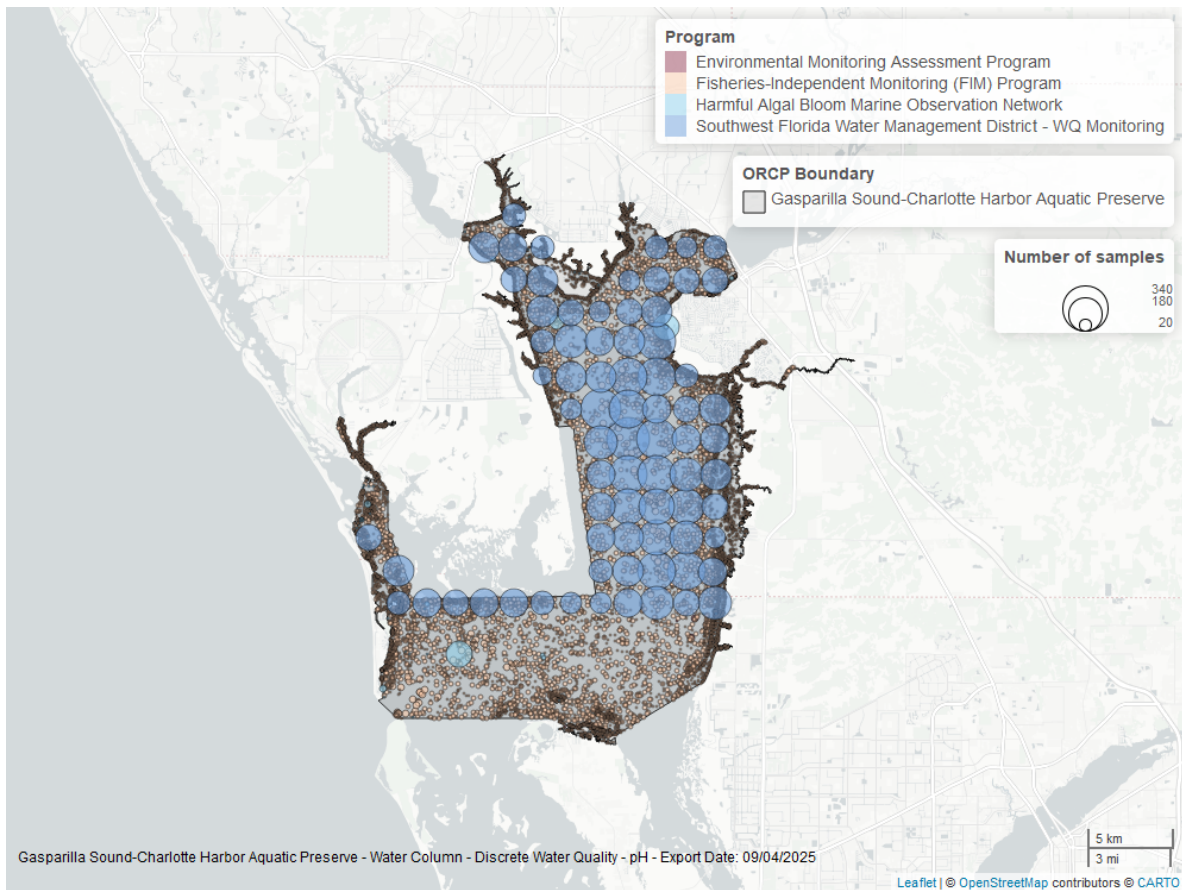 Program
Environmental Monitoring Assessment Program
Fisheries-Independent Monitoring (FIM) Program
Harmful Algal Bloom Marine Observation Network
Southwest Florida Water Management District - WQ Monitoring
ORCP Boundary
Gasparilla Sound-Charlotte Harbor Aquatic Preserve
Number of samples
340
180
20
5 km
3 mi
Gasparilla Sound-Charlotte Harbor Aquatic Preserve - Water Column - Discrete Water Quality - pH - Export Date: 09/04/2025
Leaflet | © OpenStreetMap contributors © CARTO